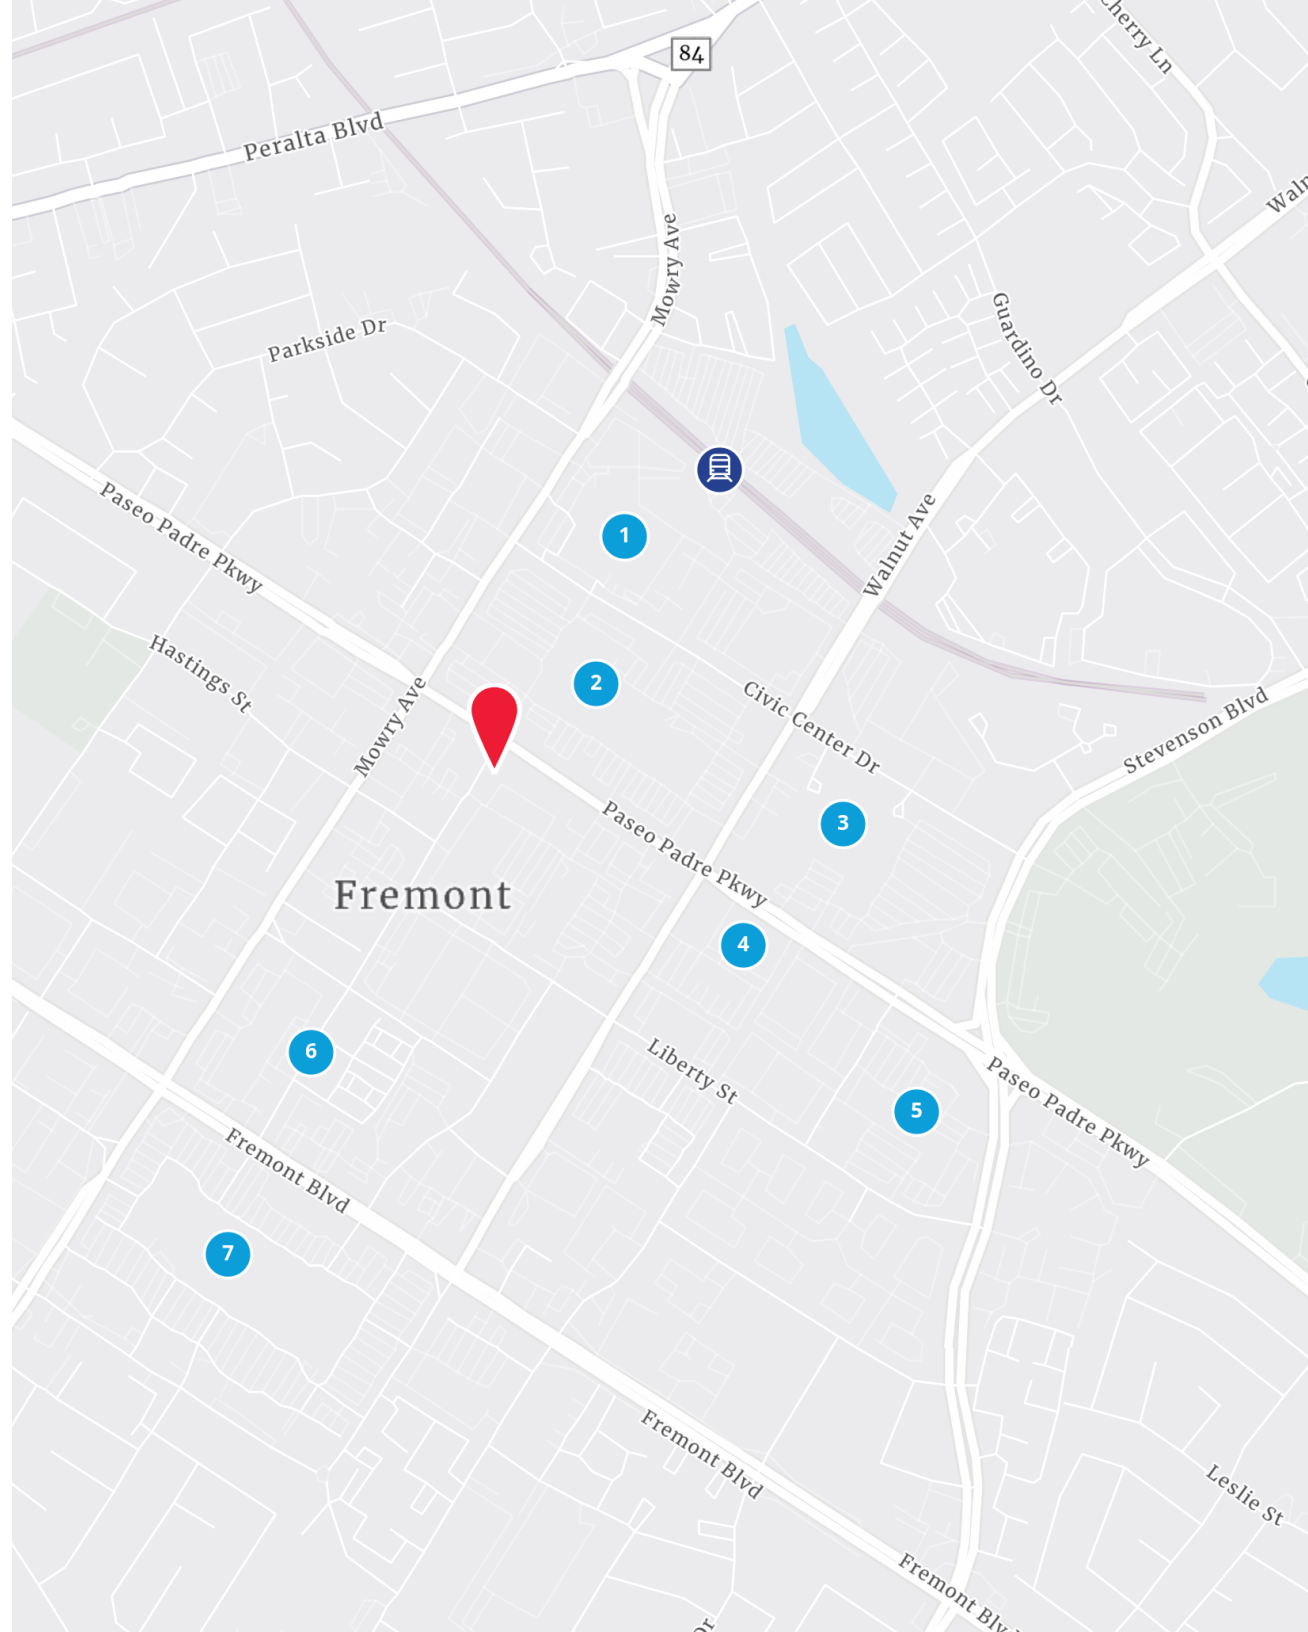 Cherry Ln
84
Peralta Blvd
Mowry Ave
Guardino Dr
Parkside Dr
Paseo Padre Pkwy
Walnut Ave
1
Hastings St
2
Mowry Ave
Civic Center Dr
Stevenson Blvd
3
Paseo Padre Pkwy
Fremont
4
6
Liberty St
5
Paseo Padre Pkwy
Fremont Blvd
7
Fremont Blvd
Leslie St
Fremont Blv